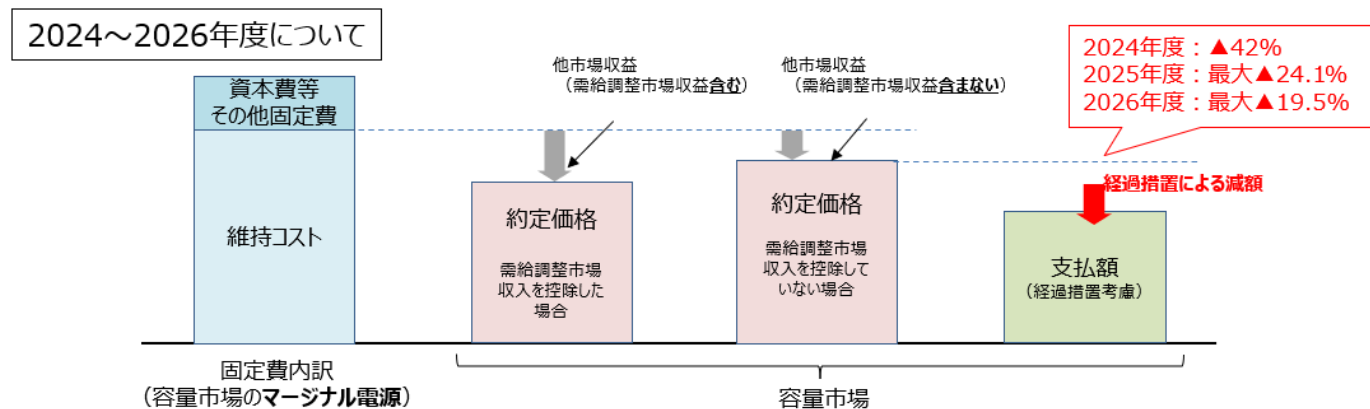 2024～2026年度について
2024年度：▲42%
2025年度：最大▲24.1%
2026年度：最大▲19.5%
他市場収益
（需給調整市場収益含む）
他市場収益
（需給調整市場収益含まない）
資本費等
その他固定費
維持コスト
約定価格
需給調整市場
収入を控除した
場合
約定価格
需給調整市場
収入を控除して
いない場合
経過措置による減額
支払額
（経過措置考慮）
固定費内訳
（容量市場のマージナル電源）
容量市場